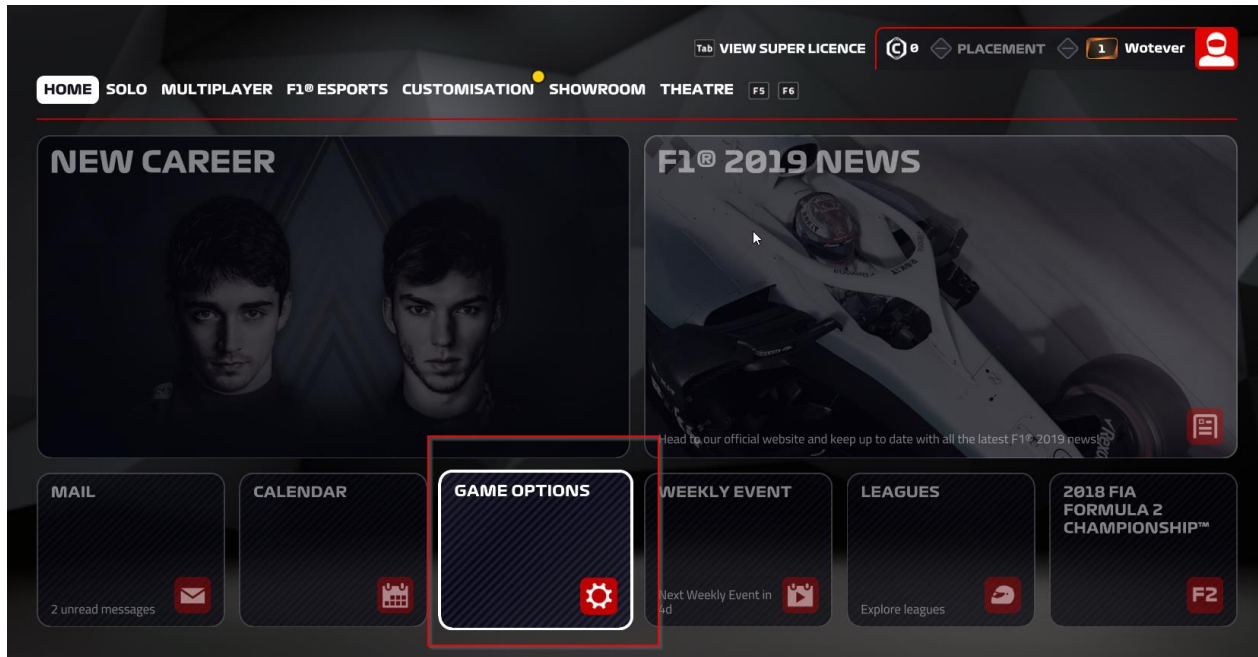 Tab VIEW SUPER LICENCE C 0 PLACEMENT 1 Wotever
HOME SOLO MULTIPLAYER F1® ESPORTS CUSTOMISATION SHOWROOM THEATRE F5 F6
NEW CAREER
F1® 2019 NEWS
Head to our official website and keep up to date with all the latest F1® 2019 news!
MAIL
2 unread messages
CALENDAR
GAME OPTIONS
WEEKLY EVENT
Next Weekly Event in
4d
LEAGUES
Explore leagues
2018 FIA
FORMULA 2
CHAMPIONSHIP™
F2